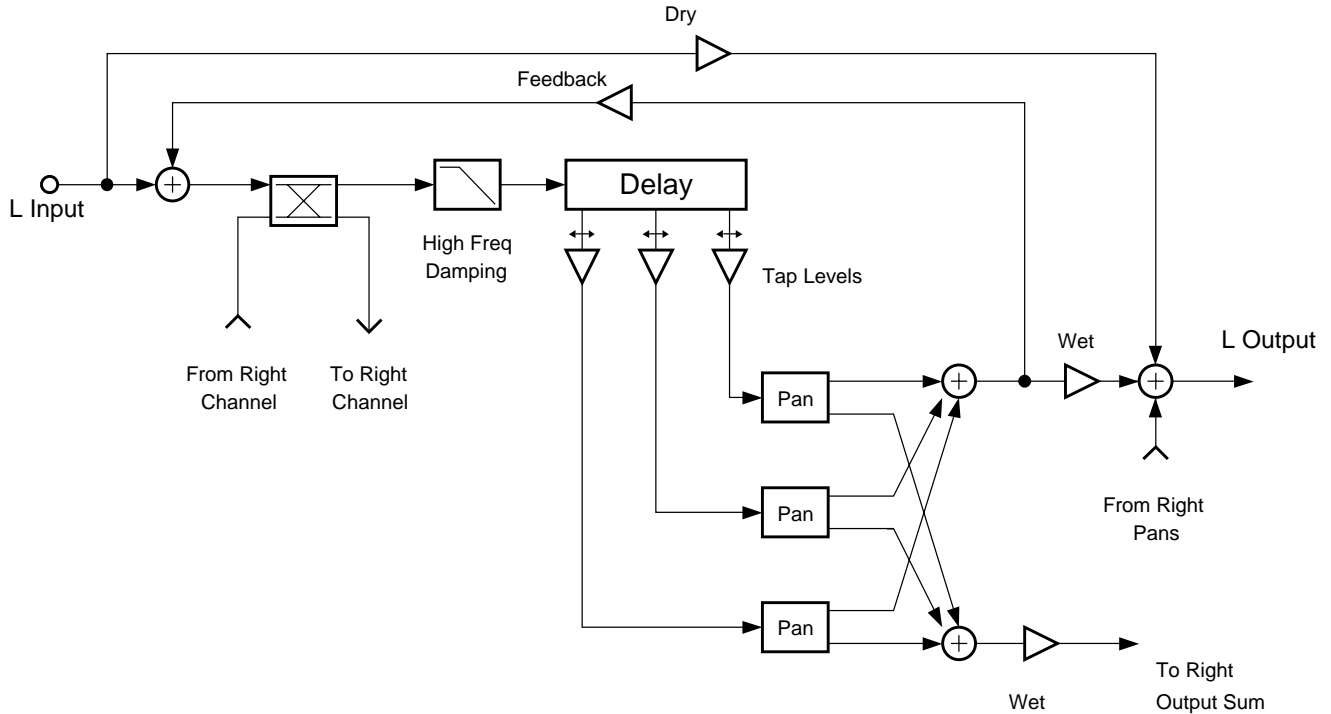 Dry
Feedback
L Input
Delay
High Freq
Damping
Tap Levels
From Right
Channel
To Right
Channel
Pan
Wet
L Output
Pan
From Right
Pans
Pan
Wet
To Right
Output Sum